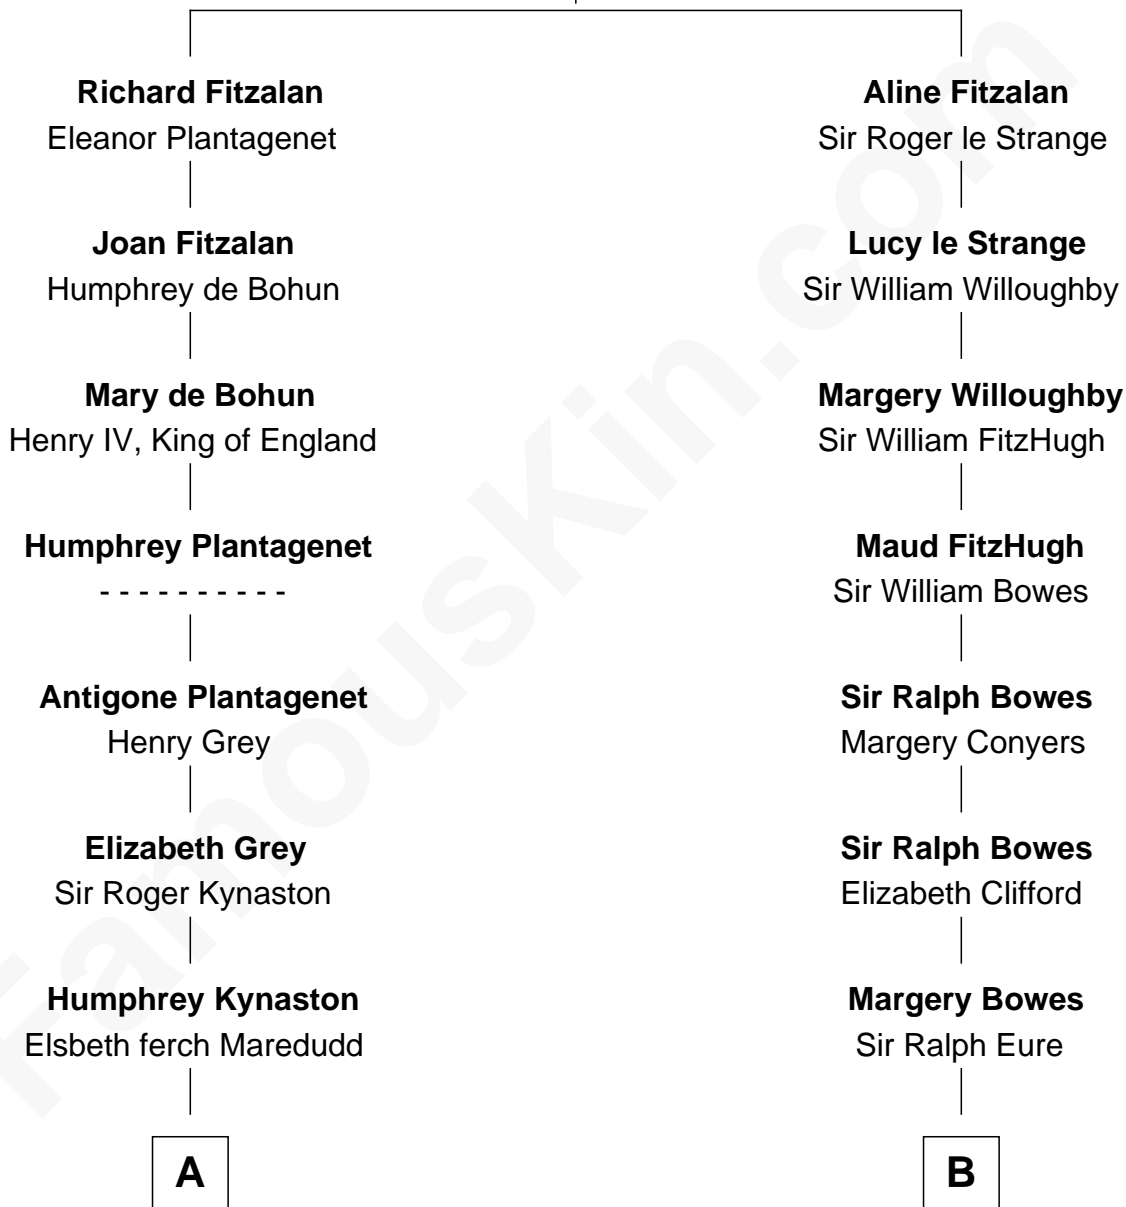 Richard Fitzalan
Eleanor Plantagenet
Joan Fitzalan
Humphrey de Bohun
Mary de Bohun
Henry IV, King of England
Humphrey Plantagenet
- - - - - - - - - -
Antigone Plantagenet
Henry Grey
Elizabeth Grey
Sir Roger Kynaston
Humphrey Kynaston
Elsbeth ferch Maredudd
A
Aline Fitzalan
Sir Roger le Strange
Lucy le Strange
Sir William Willoughby
Margery Willoughby
Sir William FitzHugh
Maud FitzHugh
Sir William Bowes
Sir Ralph Bowes
Margery Conyers
Sir Ralph Bowes
Elizabeth Clifford
Margery Bowes
Sir Ralph Eure
B
FamousKin.com